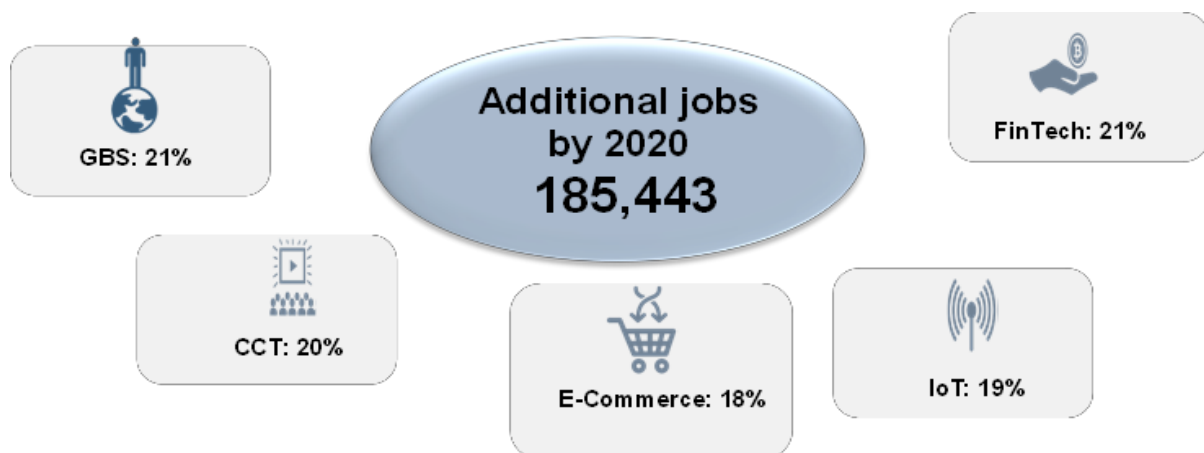 Additional jobs
by 2020
185,443
GBS: 21%
FinTech: 21%
CCT: 20%
E-Commerce: 18%
IoT: 19%